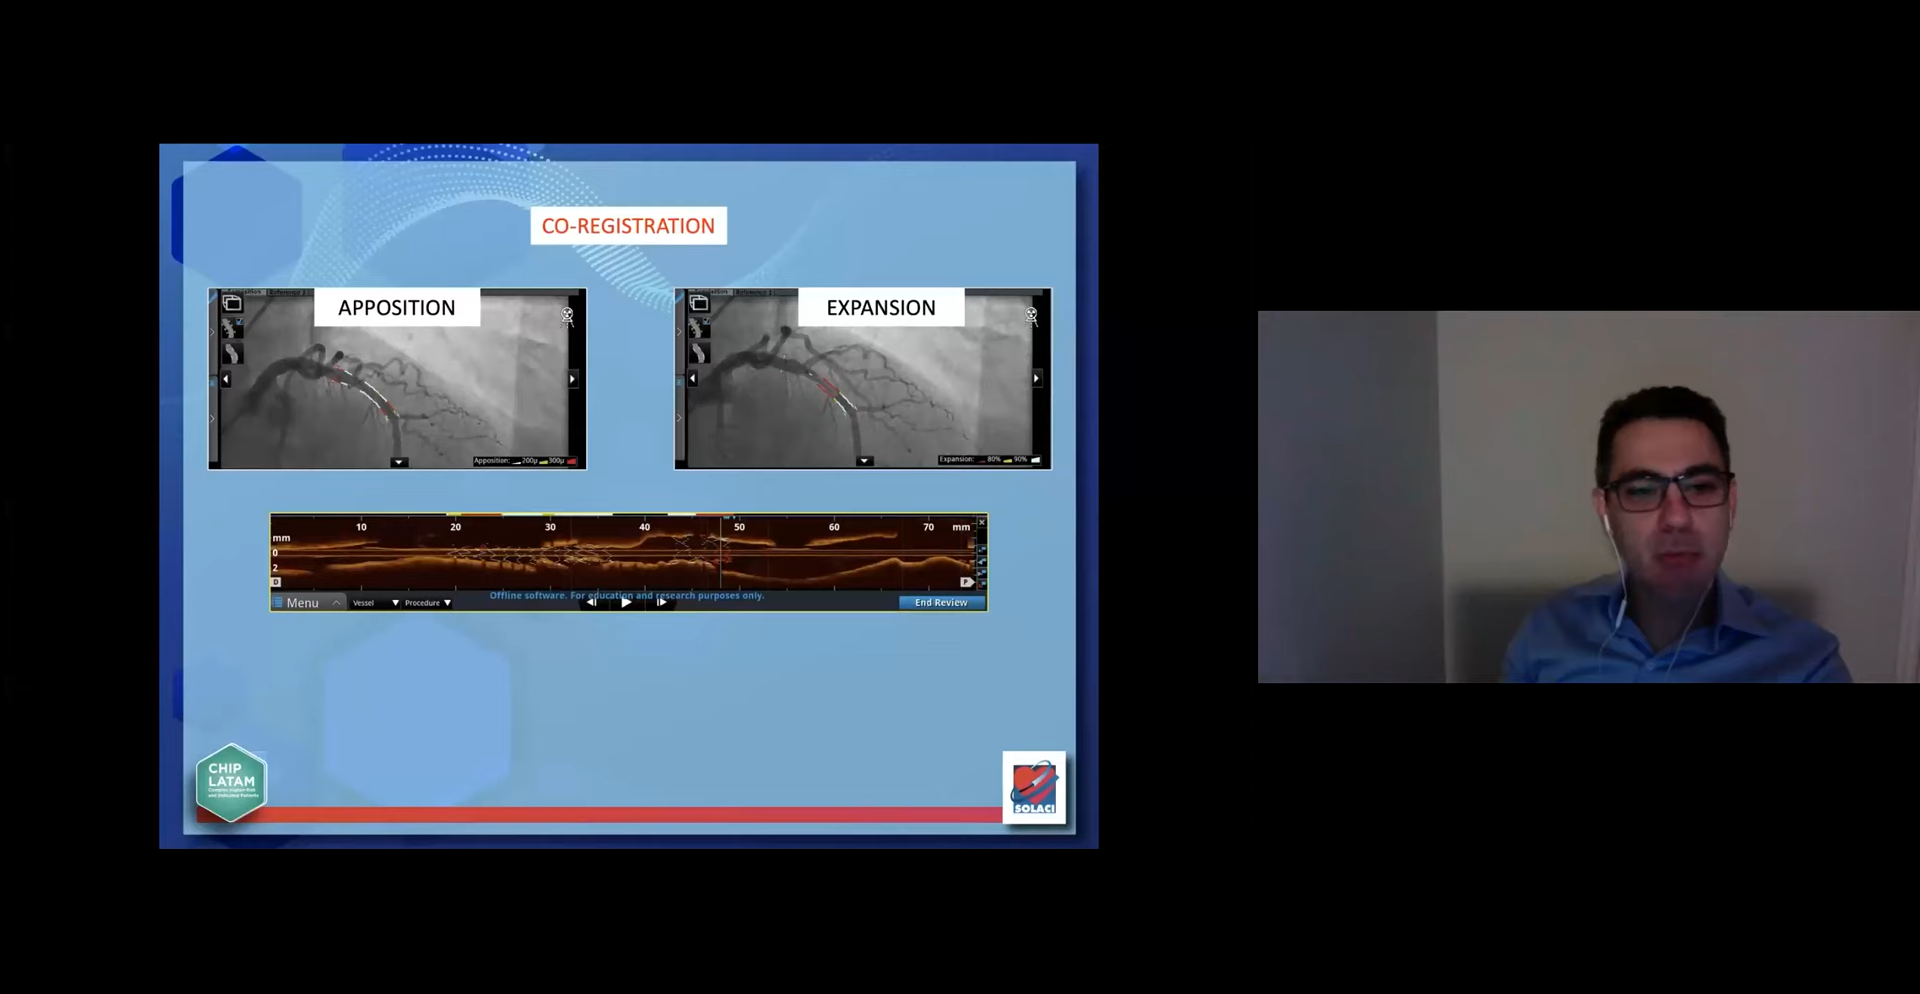 CO-REGISTRATION
APPOSITION
EXPANSION
Apposition: 200µ 300µ
Expansion: 80% 90%
10 20 30 40 50 60 70 mm
mm
0
2
D
P
Offline software. For education and research purposes only.
Menu Vessel Procedure End Review
CHIP
LATAM
SOLACI